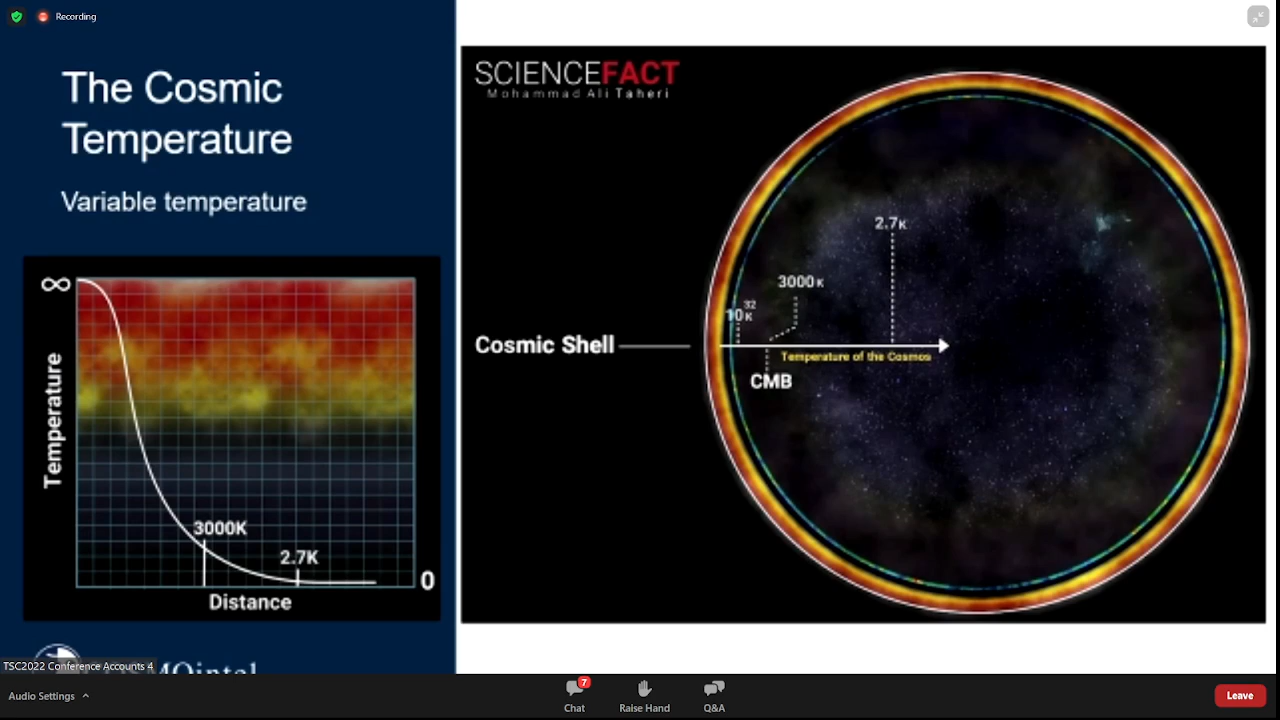 Recording
The Cosmic
Temperature
Variable temperature
∞
Temperature
3000K
2.7K
0
Distance
SCIENCEFACT
Mohammad Ali Taheri
2.7K
3000K
10³²K
Cosmic Shell
Temperature of the Cosmos
CMB
TSC2022 Conference Accounts 4
Audio Settings
7
Chat
Raise Hand
Q&A
Leave